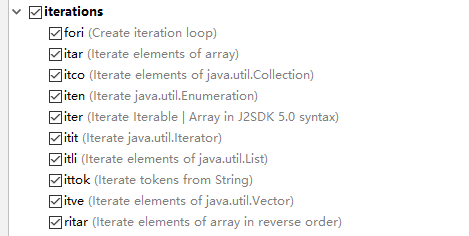 iterations
fori (Create iteration loop)
itar (Iterate elements of array)
itco (Iterate elements of java.util.Collection)
iten (Iterate java.util.Enumeration)
iter (Iterate Iterable | Array in J2SDK 5.0 syntax)
itit (Iterate java.util.Iterator)
itli (Iterate elements of java.util.List)
ittok (Iterate tokens from String)
itve (Iterate elements of java.util.Vector)
ritar (Iterate elements of array in reverse order)